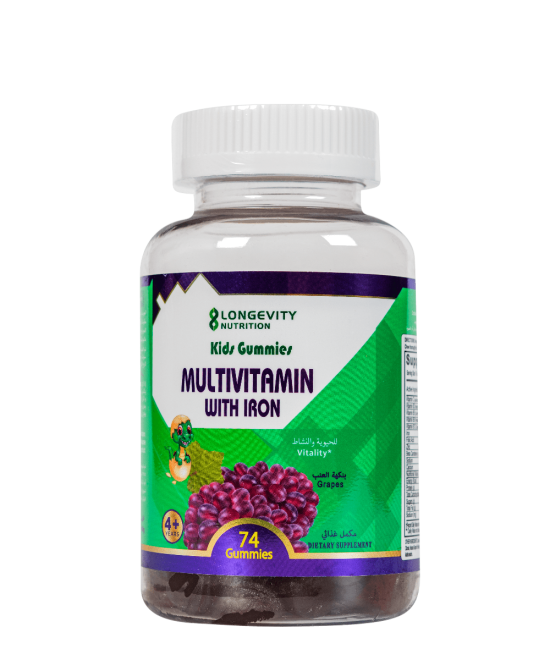 LONGEVITY
NUTRITION
Kids Gummies
MULTIVITAMIN
WITH IRON
للحيوية والنشاط
Vitality*
بنكهة العنب
Grapes
4+
YEARS
74
Gummies
مكمل غذائي
DIETARY SUPPLEMENT